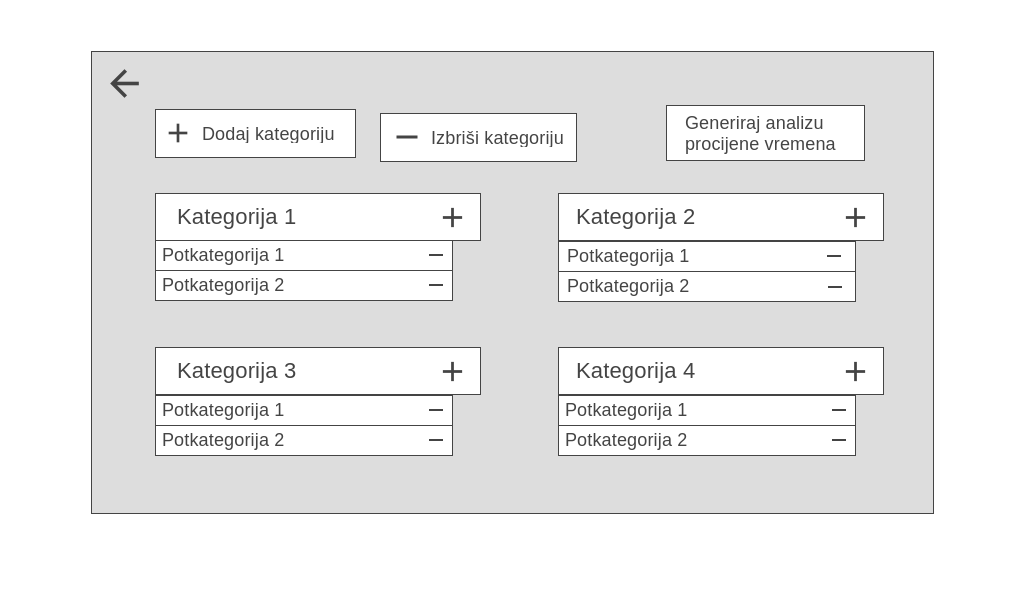 Dodaj kategoriju
Izbriši kategoriju
Generiraj analizu
procijene vremena
Kategorija 1
Potkategorija 1
Potkategorija 2
Kategorija 2
Potkategorija 1
Potkategorija 2
Kategorija 3
Potkategorija 1
Potkategorija 2
Kategorija 4
Potkategorija 1
Potkategorija 2